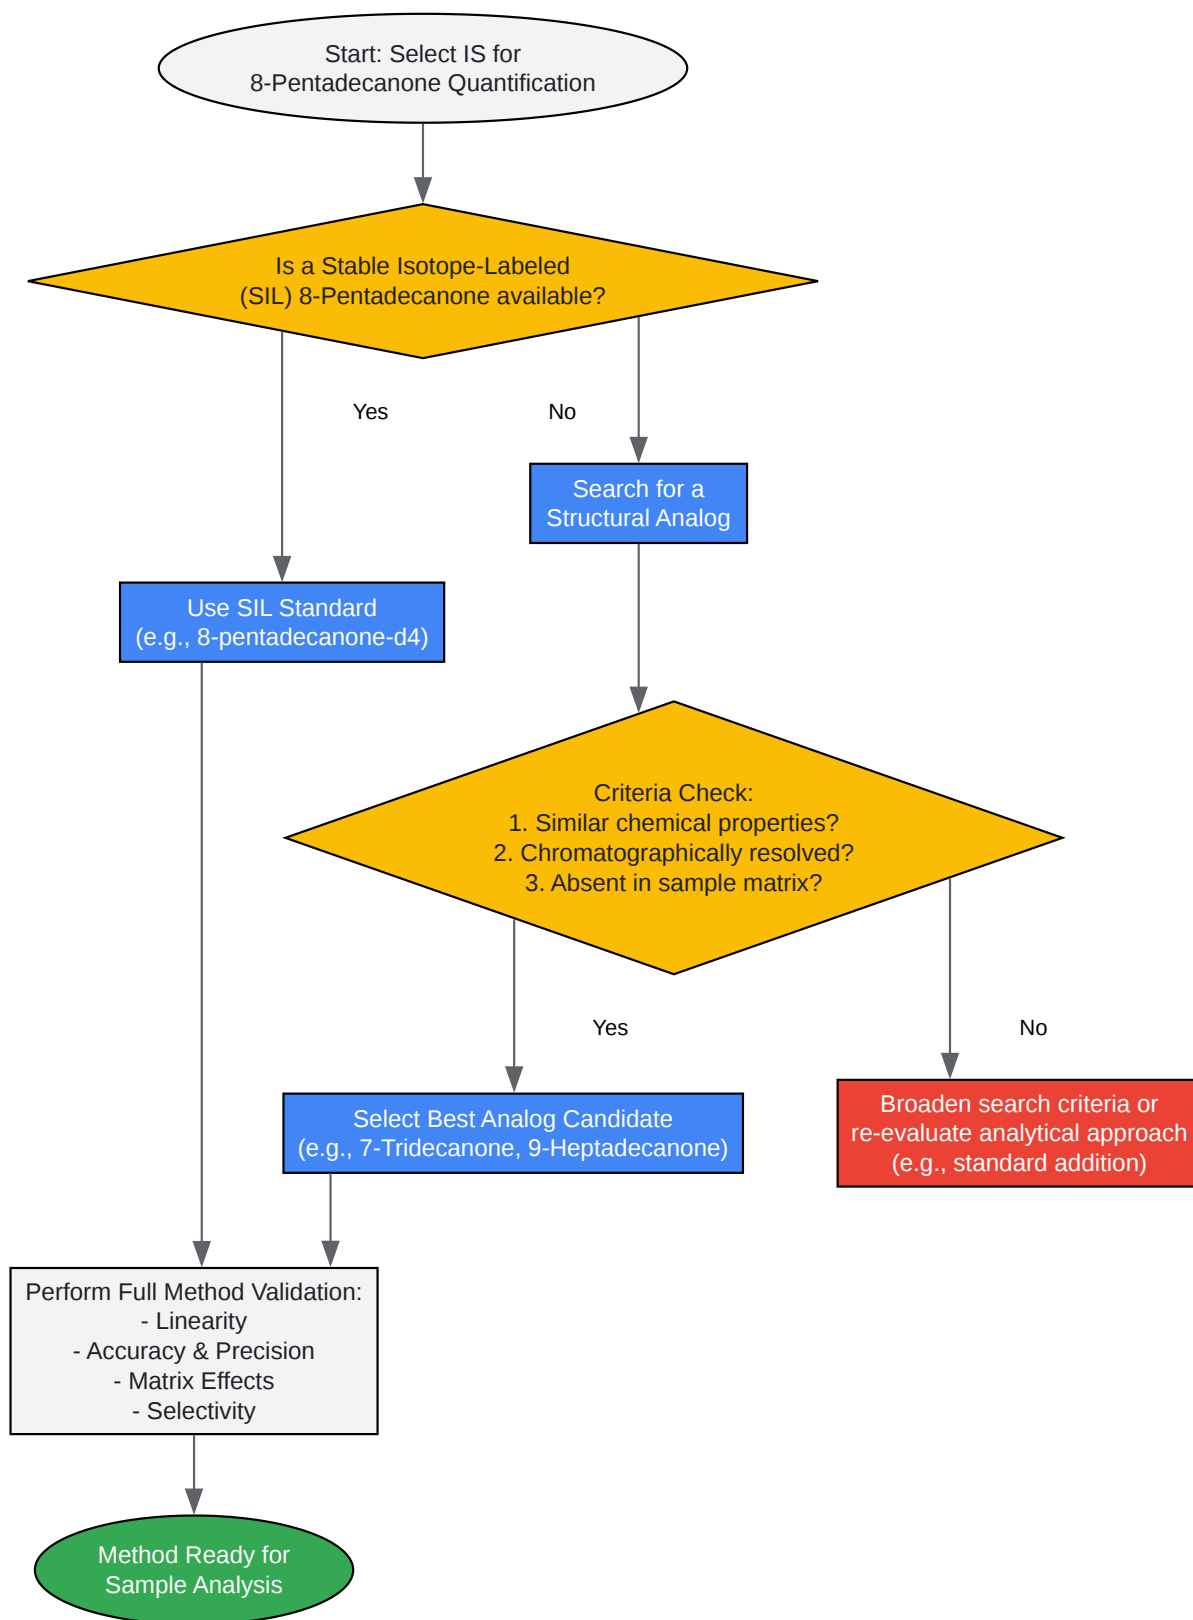 Start: Select IS for
8-Pentadecanone Quantification
Is a Stable Isotope-Labeled
(SIL) 8-Pentadecanone available?
Yes
No
Search for a
Structural Analog
Use SIL Standard
(e.g., 8-pentadecanone-d4)
Criteria Check:
1. Similar chemical properties?
2. Chromatographically resolved?
3. Absent in sample matrix?
Yes
No
Select Best Analog Candidate
(e.g., 7-Tridecanone, 9-Heptadecanone)
Broaden search criteria or
re-evaluate analytical approach
(e.g., standard addition)
Perform Full Method Validation:
- Linearity
- Accuracy & Precision
- Matrix Effects
- Selectivity
Method Ready for
Sample Analysis